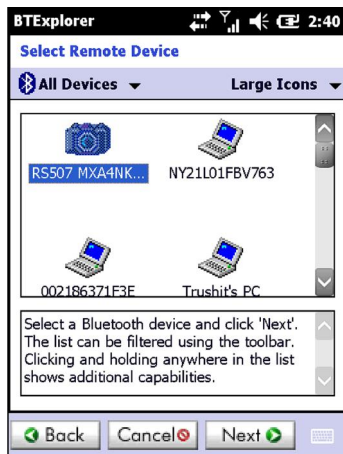 BTExplorer 2:40
Select Remote Device
All Devices Large Icons
RS507 MXA4NK... NY21L01FBV763
002186371F3E Trushit's PC
Select a Bluetooth device and click 'Next'.
The list can be filtered using the toolbar.
Clicking and holding anywhere in the list
shows additional capabilities.
Back Cancel Next